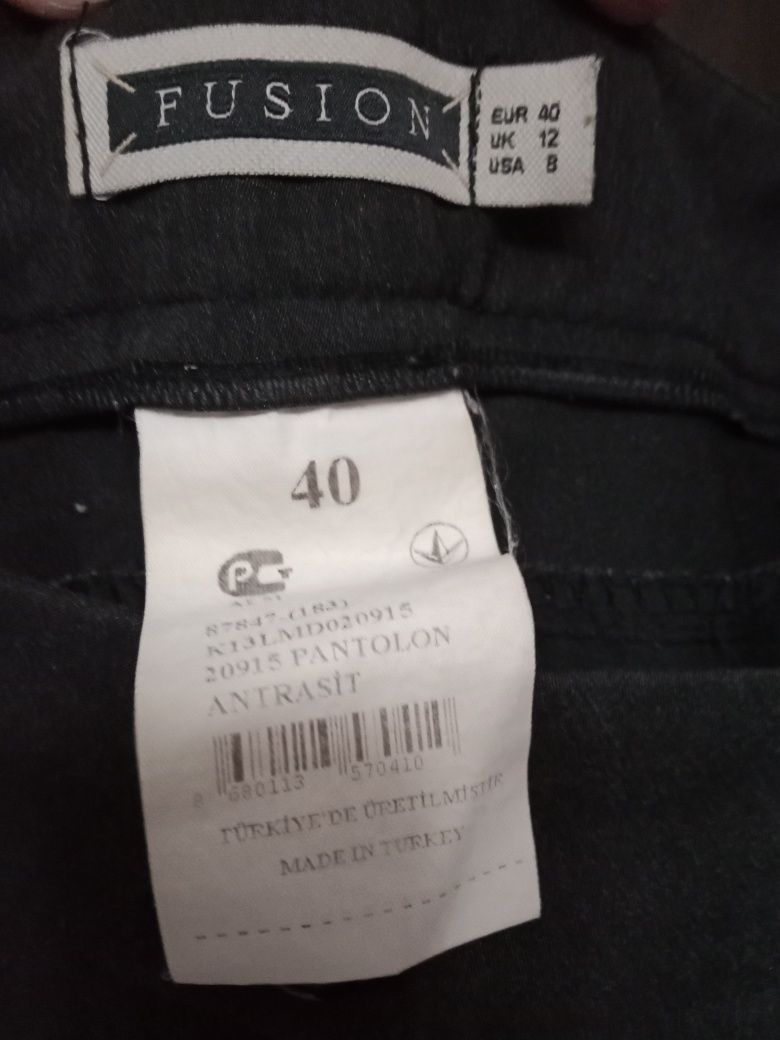 FUSION
EUR 40
UK 12
USA 8
40
87847-(183)
K13LMD020915
20915 PANTOLON
ANTRASİT
8 680113 570410
TÜRKİYE'DE ÜRETİLMİŞTİR
MADE IN TURKEY